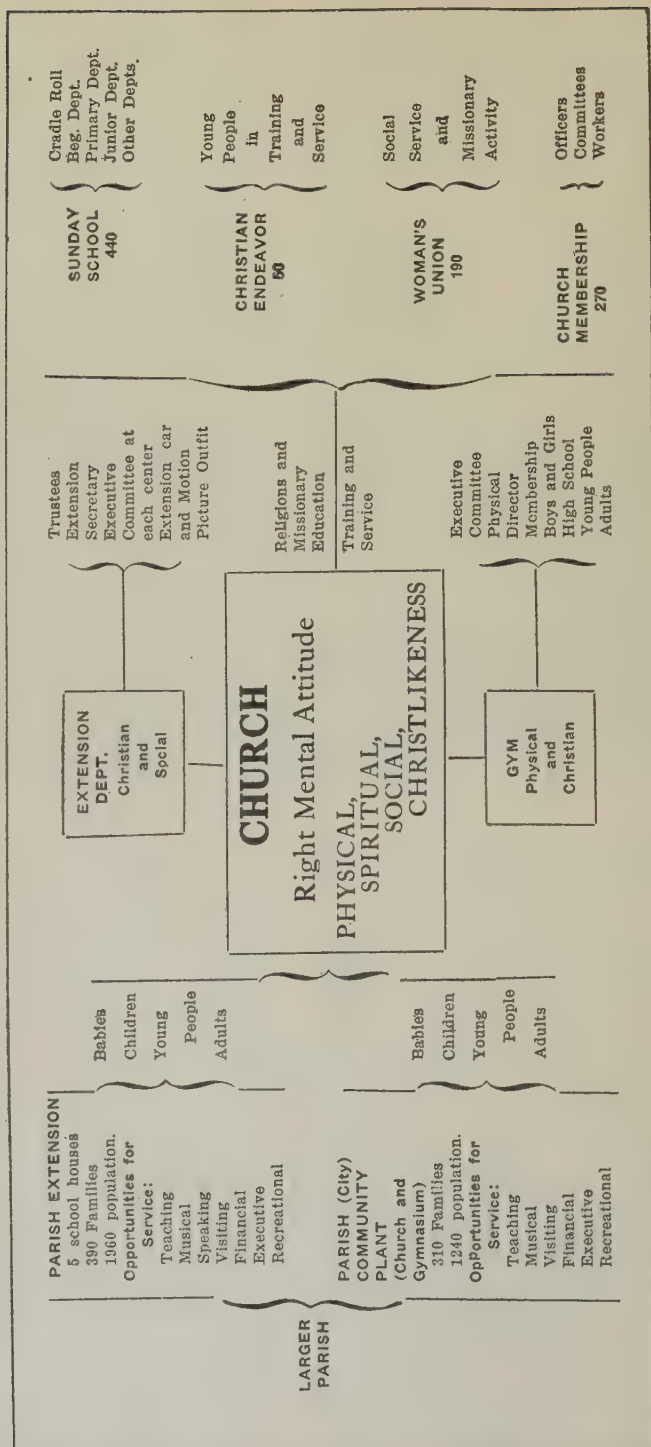 LARGER
PARISH
PARISH EXTENSION
5 school houses
390 Families
1960 population.
Opportunities for
Service:
Teaching
Musical
Speaking
Visiting
Financial
Executive
Recreational
PARISH (City)
COMMUNITY
PLANT
(Church and
Gymnasium)
310 Families
1240 population.
Opportunities for
Service:
Teaching
Musical
Visiting
Financial
Executive
Recreational
Babies
Children
Young
People
Adults
Babies
Children
Young
People
Adults
EXTENSION
DEPT.
Christian
and
Social
CHURCH
Right Mental Attitude
PHYSICAL,
SPIRITUAL,
SOCIAL,
CHRISTLIKENESS
GYM
Physical
and
Christian
Trustees
Extension
Secretary
Executive
Committee at
each center
Extension car
and Motion
Picture Outfit
Religions and
Missionary
Education
Training and
Service
Executive
Committee
Physical
Director
Membership
Boys and Girls
High School
Young People
Adults
SUNDAY
SCHOOL
440
Cradle Roll
Beg. Dept.
Primary Dept.
Junior Dept.
Other Depts.
CHRISTIAN
ENDEAVOR
50
Young
People
in
Training
and
Service
WOMAN'S
UNION
190
Social
Service
and
Missionary
Activity
CHURCH
MEMBERSHIP
270
Officers
Committees
Workers